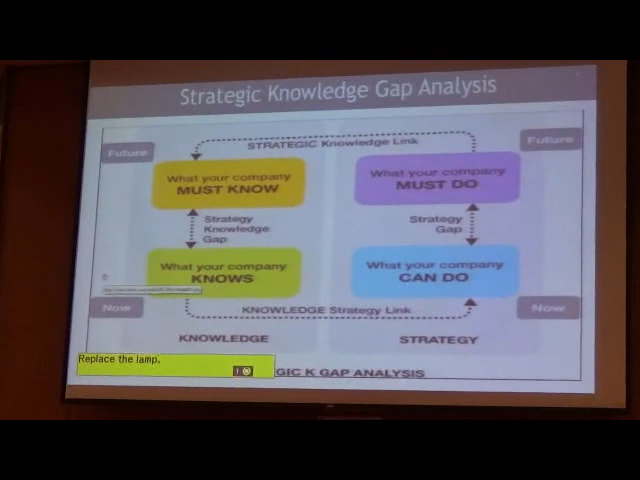 Strategic Knowledge Gap Analysis
STRATEGIC Knowledge Link
Future
Future
What your company
MUST KNOW
What your company
MUST DO
Strategy
Knowledge
Gap
Strategy
Gap
What your company
KNOWS
What your company
CAN DO
Now
KNOWLEDGE Strategy Link
Now
KNOWLEDGE
STRATEGY
Replace the lamp.
GIC K GAP ANALYSIS